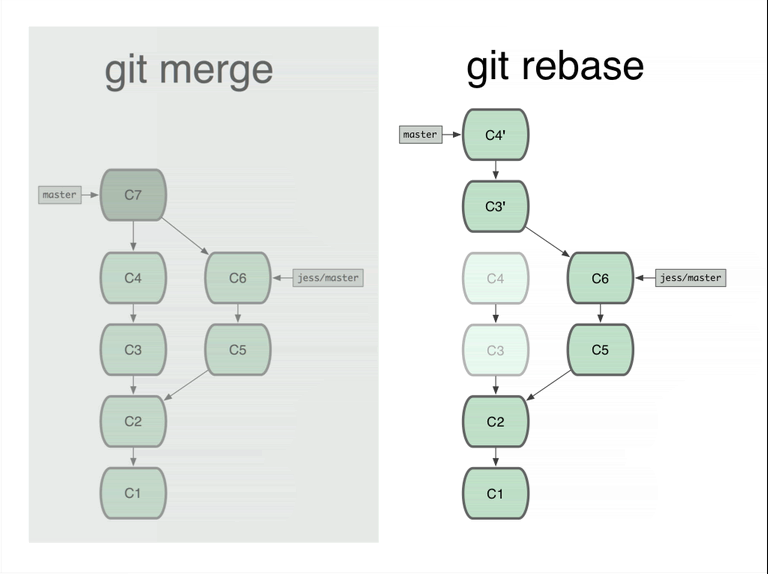 git merge
master
C7
C4
C6
jess/master
C3
C5
C2
C1
git rebase
master
C4'
C3'
C4
C6
jess/master
C3
C5
C2
C1